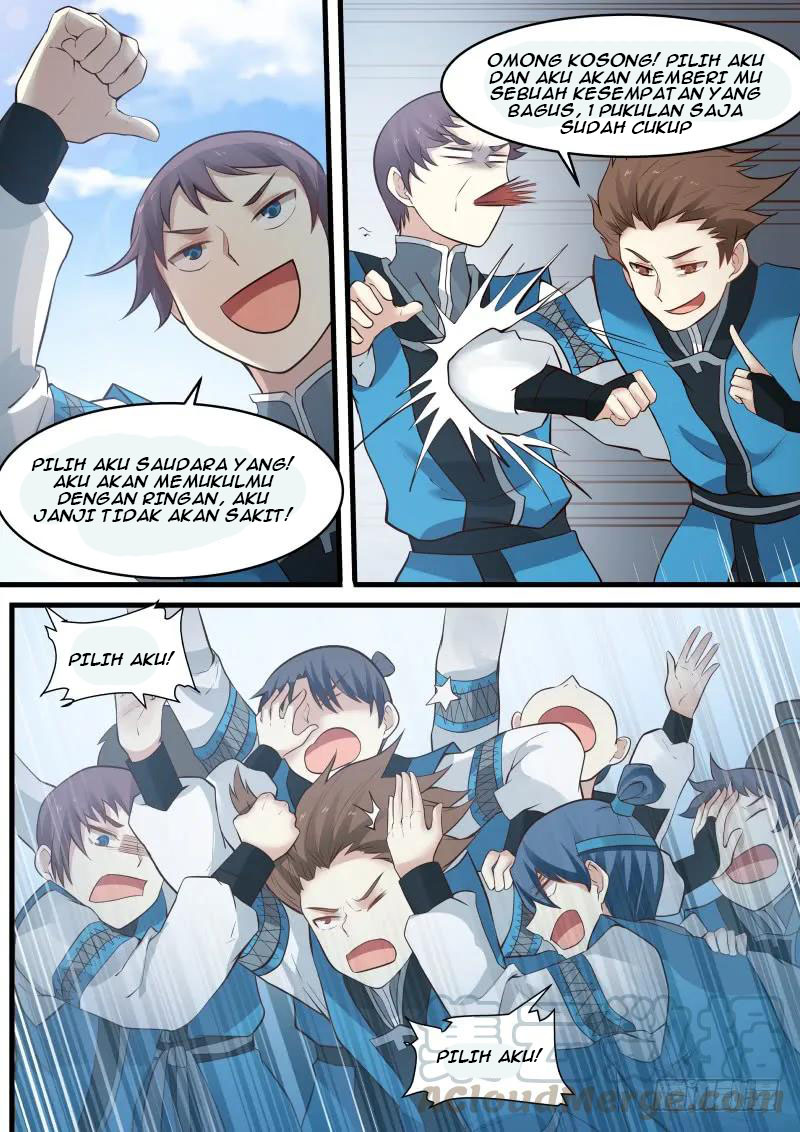 PILIH AKU SAUDARA YANG!
AKU AKAN MEMUKULMU
DENGAN RINGAN, AKU
JANJI TIDAK AKAN SAKIT!
OMONG KOSONG! PILIH AKU
DAN AKU AKAN MEMBERI MU
SEBUAH KESEMPATAN YANG
BAGUS, 1 PUKULAN SAJA
SUDAH CUKUP
PILIH AKU!
PILIH AKU!
ACloudMerge.com